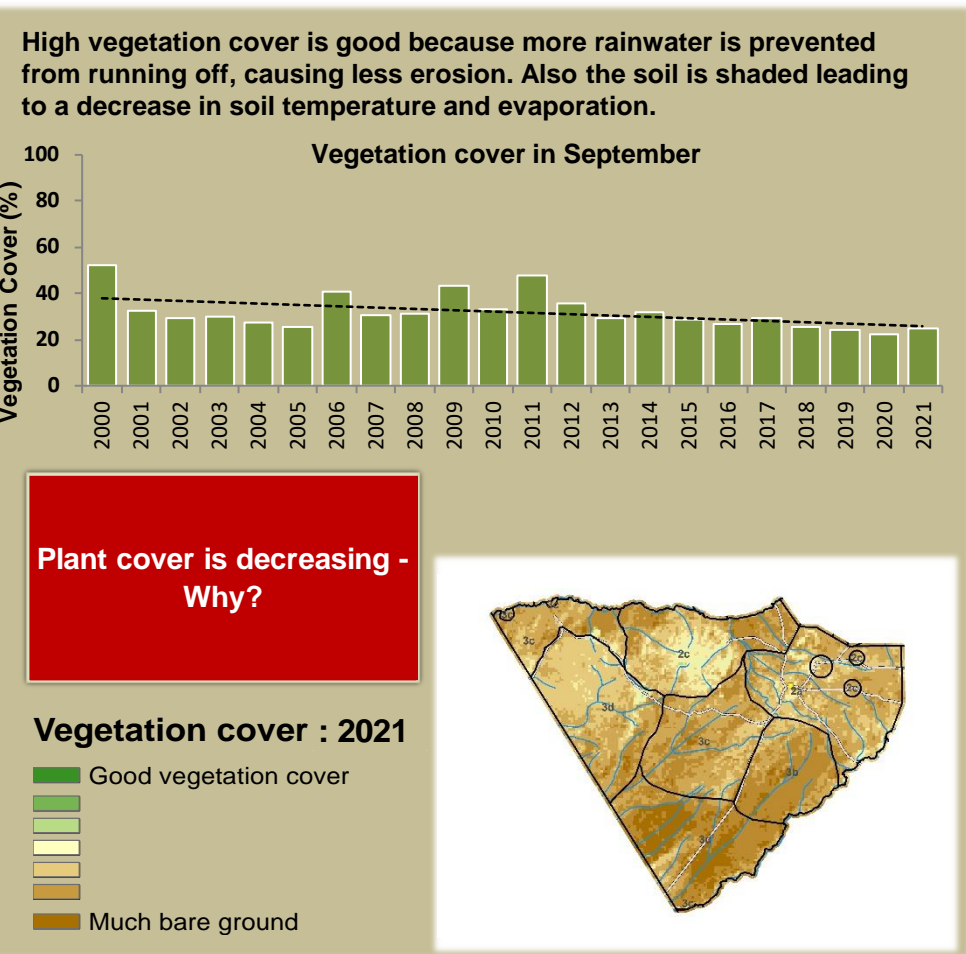 High vegetation cover is good because more rainwater is prevented
from running off, causing less erosion. Also the soil is shaded leading
to a decrease in soil temperature and evaporation.
Vegetation cover in September
Vegetation Cover (%)
100
80
60
40
20
0
2000
2001
2002
2003
2004
2005
2006
2007
2008
2009
2010
2011
2012
2013
2014
2015
2016
2017
2018
2019
2020
2021
Plant cover is decreasing -
Why?
Vegetation cover : 2021
Good vegetation cover
Much bare ground
3c
2c
2c
3d
2a
2c
3c
3b
3d
3c